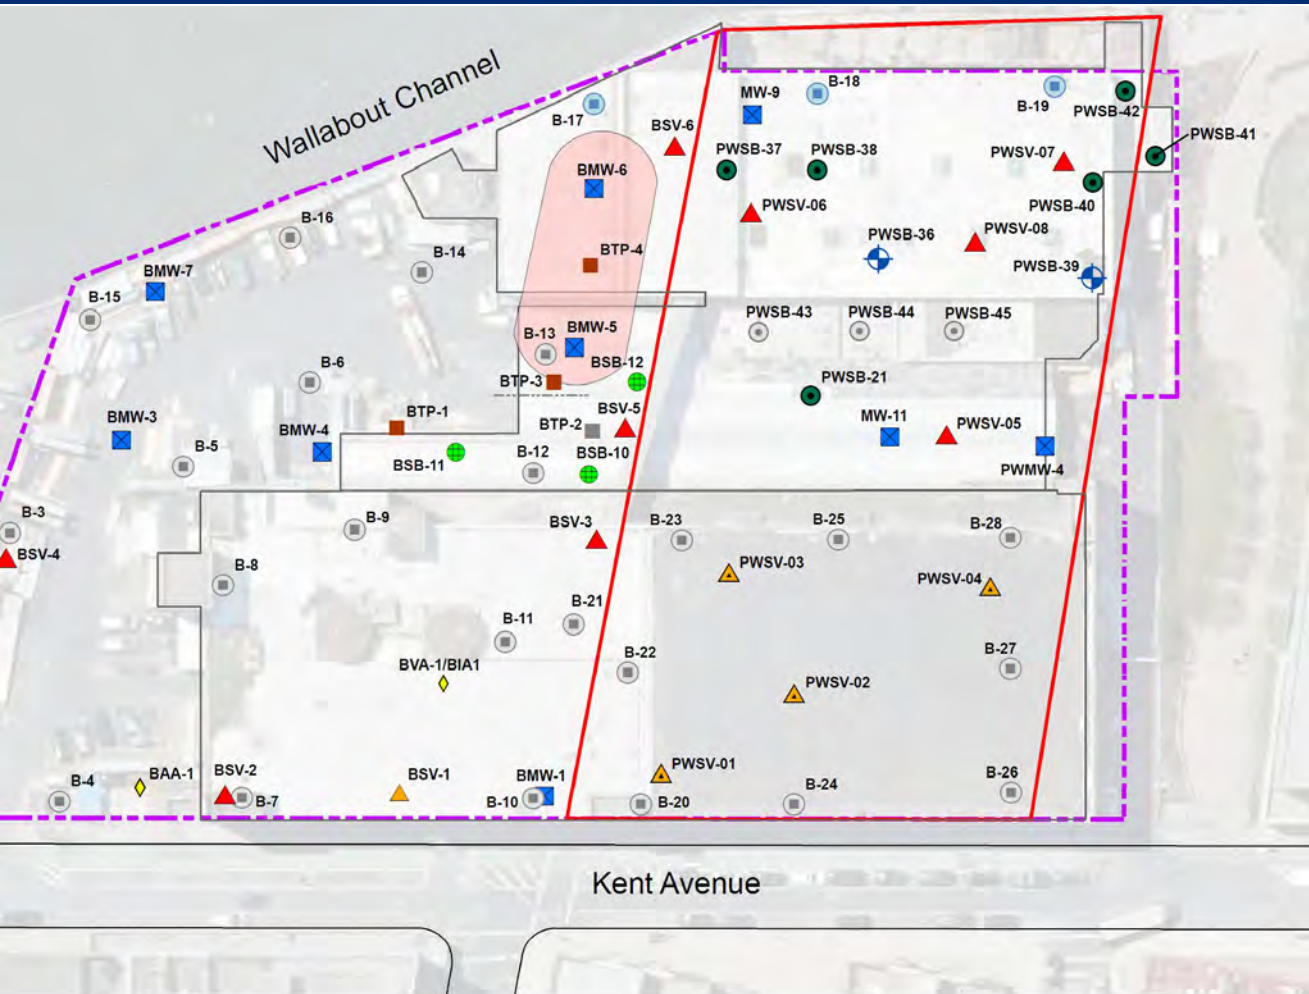 Wallabout Channel
B-17
BSV-6
MW-9
B-18
B-19
PWSB-42
PWSB-41
PWSB-37
PWSB-38
PWSV-07
BMW-6
PWSV-06
PWSB-40
B-16
PWSB-36
PWSV-08
BTP-4
B-14
PWSB-39
BMW-7
B-15
PWSB-43
PWSB-44
PWSB-45
B-13
BMW-5
BSB-12
B-6
BTP-3
PWSB-21
BMW-3
BTP-1
BSV-5
BMW-4
BTP-2
MW-11
PWSV-05
B-5
BSB-11
B-12
BSB-10
PWMW-4
B-3
B-9
BSV-3
B-23
B-25
B-28
BSV-4
B-8
PWSV-03
PWSV-04
B-11
B-21
B-22
B-27
BVA-1/BIA1
PWSV-02
PWSV-01
B-4
BAA-1
BSV-2
BSV-1
BMW-1
B-26
B-7
B-10
B-20
B-24
Kent Avenue